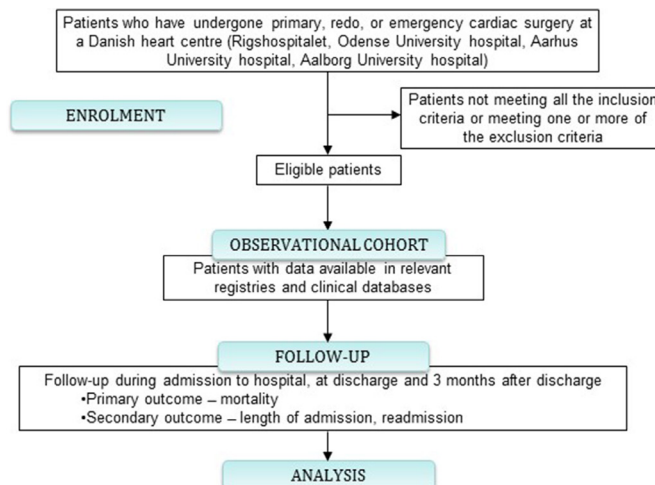 Patients who have undergone primary, redo, or emergency cardiac surgery at
a Danish heart centre (Rigshospitalet, Odense University hospital, Aarhus
University hospital, Aalborg University hospital)
ENROLMENT
Patients not meeting all the inclusion
criteria or meeting one or more of
the exclusion criteria
Eligible patients
OBSERVATIONAL COHORT
Patients with data available in relevant
registries and clinical databases
FOLLOW-UP
Follow-up during admission to hospital, at discharge and 3 months after discharge
•Primary outcome – mortality
•Secondary outcome – length of admission, readmission
ANALYSIS